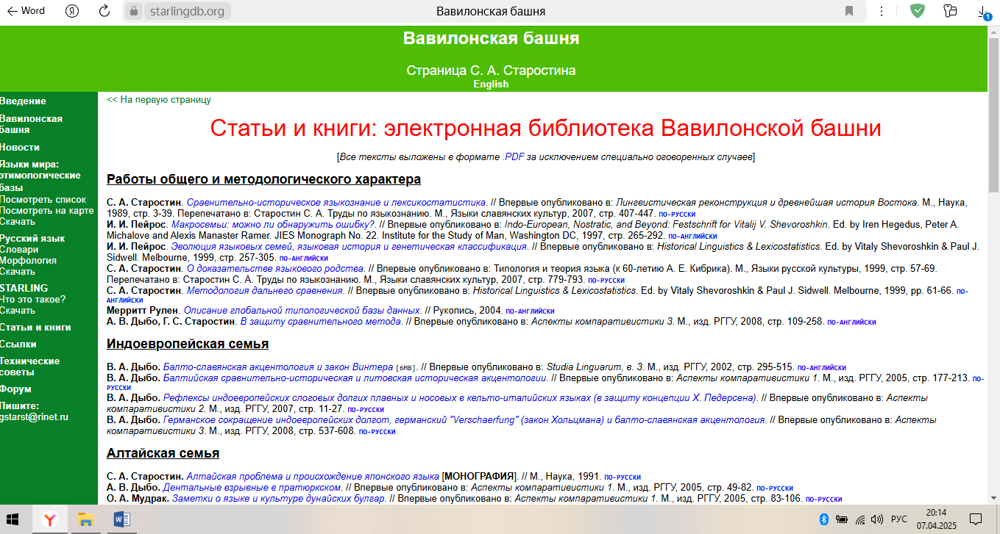 Word
starlingdb.org
Вавилонская башня
1
Вавилонская башня
Страница С. А. Старостина
English
Введение
Вавилонская
башня
Новости
Языки мира:
этимологические
базы
Посмотреть список
Посмотреть на карте
Скачать
Русский язык
Словари
Морфология
Скачать
STARLING
Что это такое?
Скачать
Статьи и книги
Ссылки
Технические
советы
Форум
Пишите:
gstarst@rinet.ru
<< На первую страницу
Статьи и книги: электронная библиотека Вавилонской башни
[Все тексты выложены в формате .PDF за исключением специально оговоренных случаев]
Работы общего и методологического характера
С. А. Старостин. Сравнительно-историческое языкознание и лексикостатистика. // Впервые опубликовано в: Лингвистическая реконструкция и древнейшая история Востока. М., Наука,
1989, стр. 3-39. Перепечатано в: Старостин С. А. Труды по языкознанию. М., Языки славянских культур, 2007, стр. 407-447. ПО-РУССКИ
И. И. Пейрос. Макросемьи: можно ли обнаружить ошибку?. // Впервые опубликовано в: Indo-European, Nostratic, and Beyond: Festschrift for Vitalij V. Shevoroshkin. Ed. by Iren Hegedus, Peter A.
Michalove and Alexis Manaster Ramer. JIES Monograph No. 22. Institute for the Study of Man, Washington DC, 1997, стр. 265-292. ПО-АНГЛИЙСКИ
И. И. Пейрос. Эволюция языковых семей, языковая история и генетическая классификация. // Впервые опубликовано в: Historical Linguistics & Lexicostatistics. Ed. by Vitaly Shevoroshkin & Paul J.
Sidwell. Melbourne, 1999, стр. 257-305. ПО-АНГЛИЙСКИ
С. А. Старостин. О доказательстве языкового родства. // Впервые опубликовано в: Типология и теория языка (к 60-летию А. Е. Кибрика). М., Языки русской культуры, 1999, стр. 57-69.
Перепечатано в: Старостин С. А. Труды по языкознанию. М., Языки славянских культур, 2007, стр. 779-793. ПО-РУССКИ
С. А. Старостин. Методология дальнего сравнения. // Впервые опубликовано в: Historical Linguistics & Lexicostatistics. Ed. by Vitaly Shevoroshkin & Paul J. Sidwell. Melbourne, 1999, pp. 61-66. ПО-
АНГЛИЙСКИ
Мерритт Рулен. Описание глобальной типологической базы данных. // Рукопись, 2004. ПО-АНГЛИЙСКИ
А. В. Дыбо, Г. С. Старостин. В защиту сравнительного метода. // Впервые опубликовано в: Аспекты компаративистики 3. М., изд. РГГУ, 2008, стр. 109-258. ПО-АНГЛИЙСКИ
Индоевропейская семья
В. А. Дыбо. Балто-славянская акцентология и закон Винтера [6MB]. // Впервые опубликовано в: Studia Linguarum, в. 3. М., изд. РГГУ, 2002, стр. 295-515. ПО-АНГЛИЙСКИ
В. А. Дыбо. Балтийская сравнительно-историческая и литовская историческая акцентологии. // Впервые опубликовано в: Аспекты компаративистики 1. М., изд. РГГУ, 2005, стр. 177-213. ПО-
РУССКИ
В. А. Дыбо. Рефлексы индоевропейских слоговых долгих плавных и носовых в кельто-италийских языках (в защиту концепции Х. Педерсена). // Впервые опубликовано в: Аспекты
компаративистики 2. М., изд. РГГУ, 2007, стр. 11-27. ПО-РУССКИ
В. А. Дыбо. Германское сокращение индоевропейских долгот, германский "Verschaerfung" (закон Хольцмана) и балто-славянская акцентология. // Впервые опубликовано в: Аспекты
компаративистики 3. М., изд. РГГУ, 2008, стр. 537-608. ПО-РУССКИ
Алтайская семья
С. А. Старостин. Алтайская проблема и происхождение японского языка [МОНОГРАФИЯ]. // М., Наука, 1991. ПО-РУССКИ
А. В. Дыбо. Дентальные взрывные в пратюркском. // Впервые опубликовано в: Аспекты компаративистики 1. М., изд. РГГУ, 2005, стр. 49-82. ПО-РУССКИ
О. А. Мудрак. Заметки о языке и культуре дунайских булгар. // Впервые опубликовано в: Аспекты компаративистики 1. М., изд. РГГУ, 2005, стр. 83-106. ПО-РУССКИ
РУС
20:14
07.04.2025